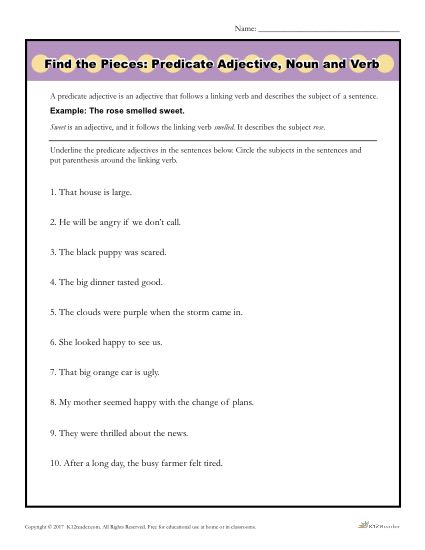 Name:
Find the Pieces: Predicate Adjective, Noun and Verb
A predicate adjective is an adjective that follows a linking verb and describes the subject of a sentence.
Example: The rose smelled sweet.
Sweet is an adjective, and it follows the linking verb smelled. It describes the subject rose.
Underline the predicate adjectives in the sentences below. Circle the subjects in the sentences and
put parenthesis around the linking verb.
1. That house is large.
2. He will be angry if we don't call.
3. The black puppy was scared.
4. The big dinner tasted good.
5. The clouds were purple when the storm came in.
6. She looked happy to see us.
7. That big orange car is ugly.
8. My mother seemed happy with the change of plans.
9. They were thrilled about the news.
10. After a long day, the busy farmer felt tired.
Copyright © 2017 K12reader.com. All Rights Reserved. Free for educational use at home or in classrooms.
K12Reader